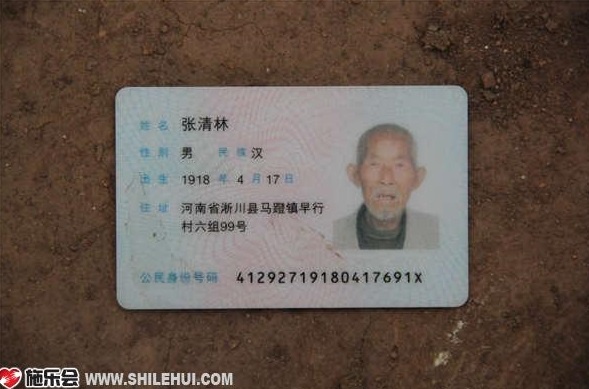 姓名 张清林
性别 男 民族 汉
出生 1918 年 4 月 17 日
住址 河南省淅川县马蹬镇早行
村六组99号
公民身份号码 41292719180417691X
施乐会 WWW.SHILEHUI.COM